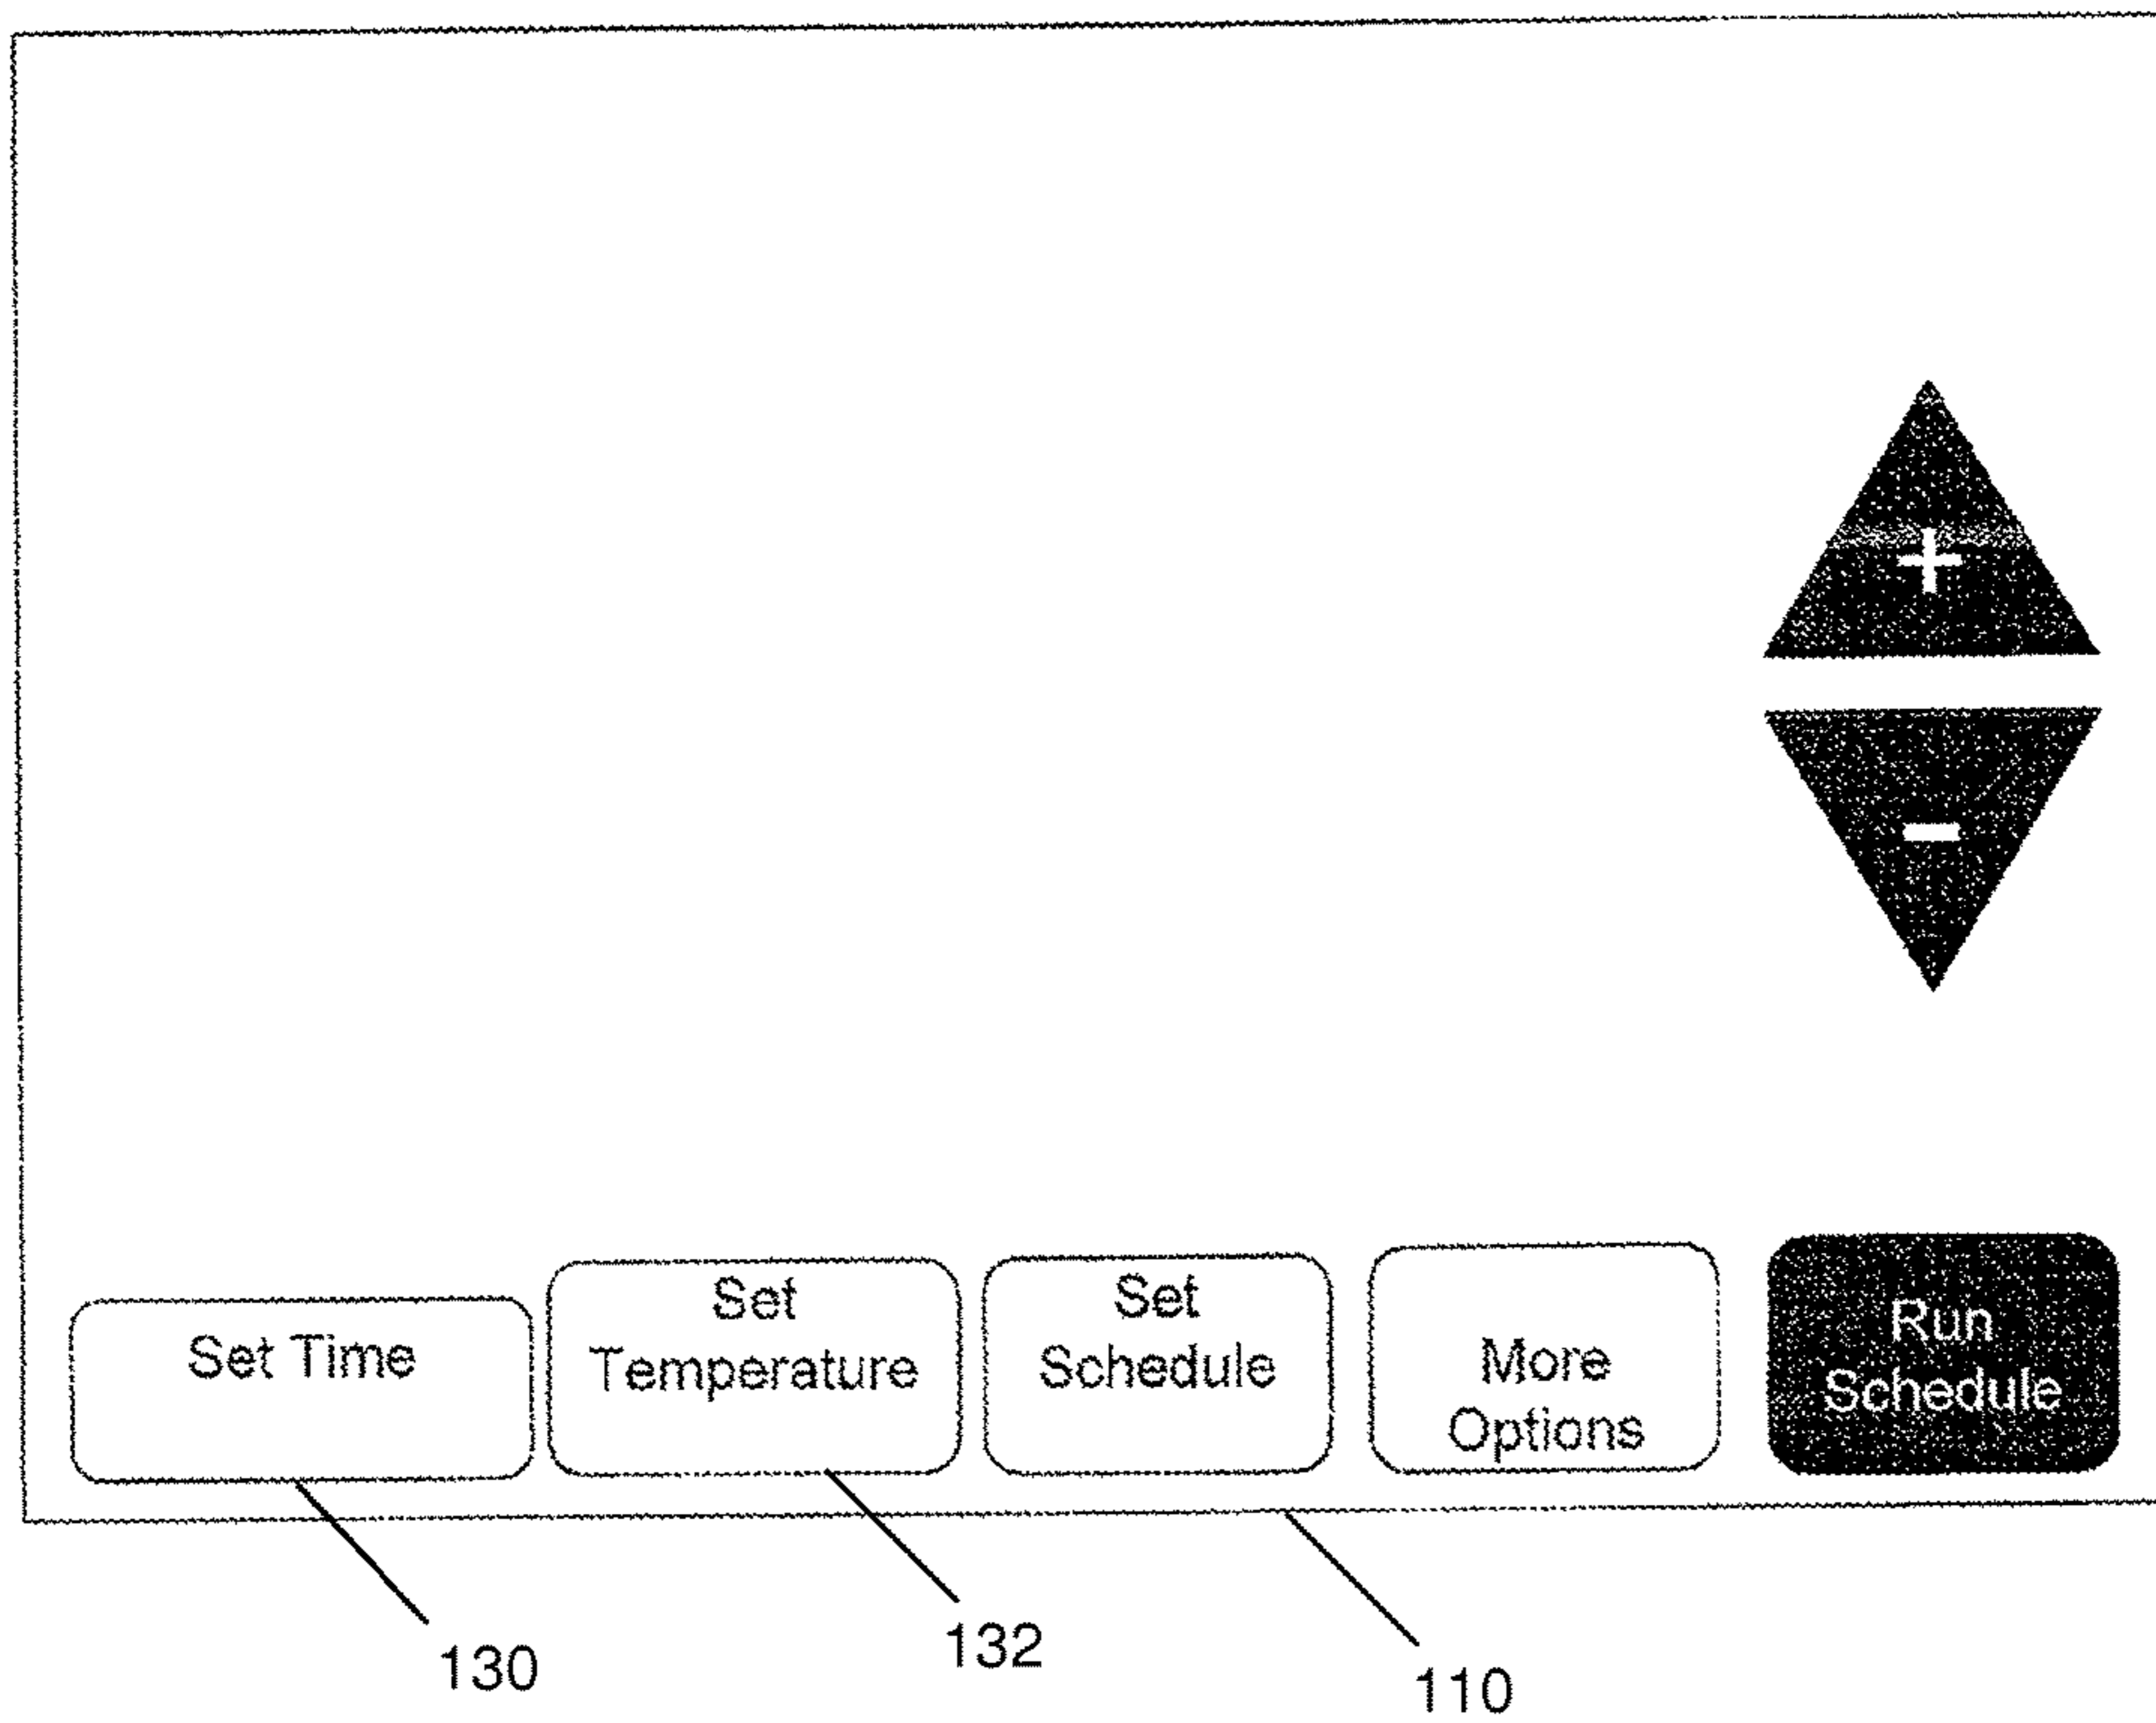 +
-
Set Time
Set
Temperature
Set
Schedule
More
Options
Run
Schedule
130
132
110